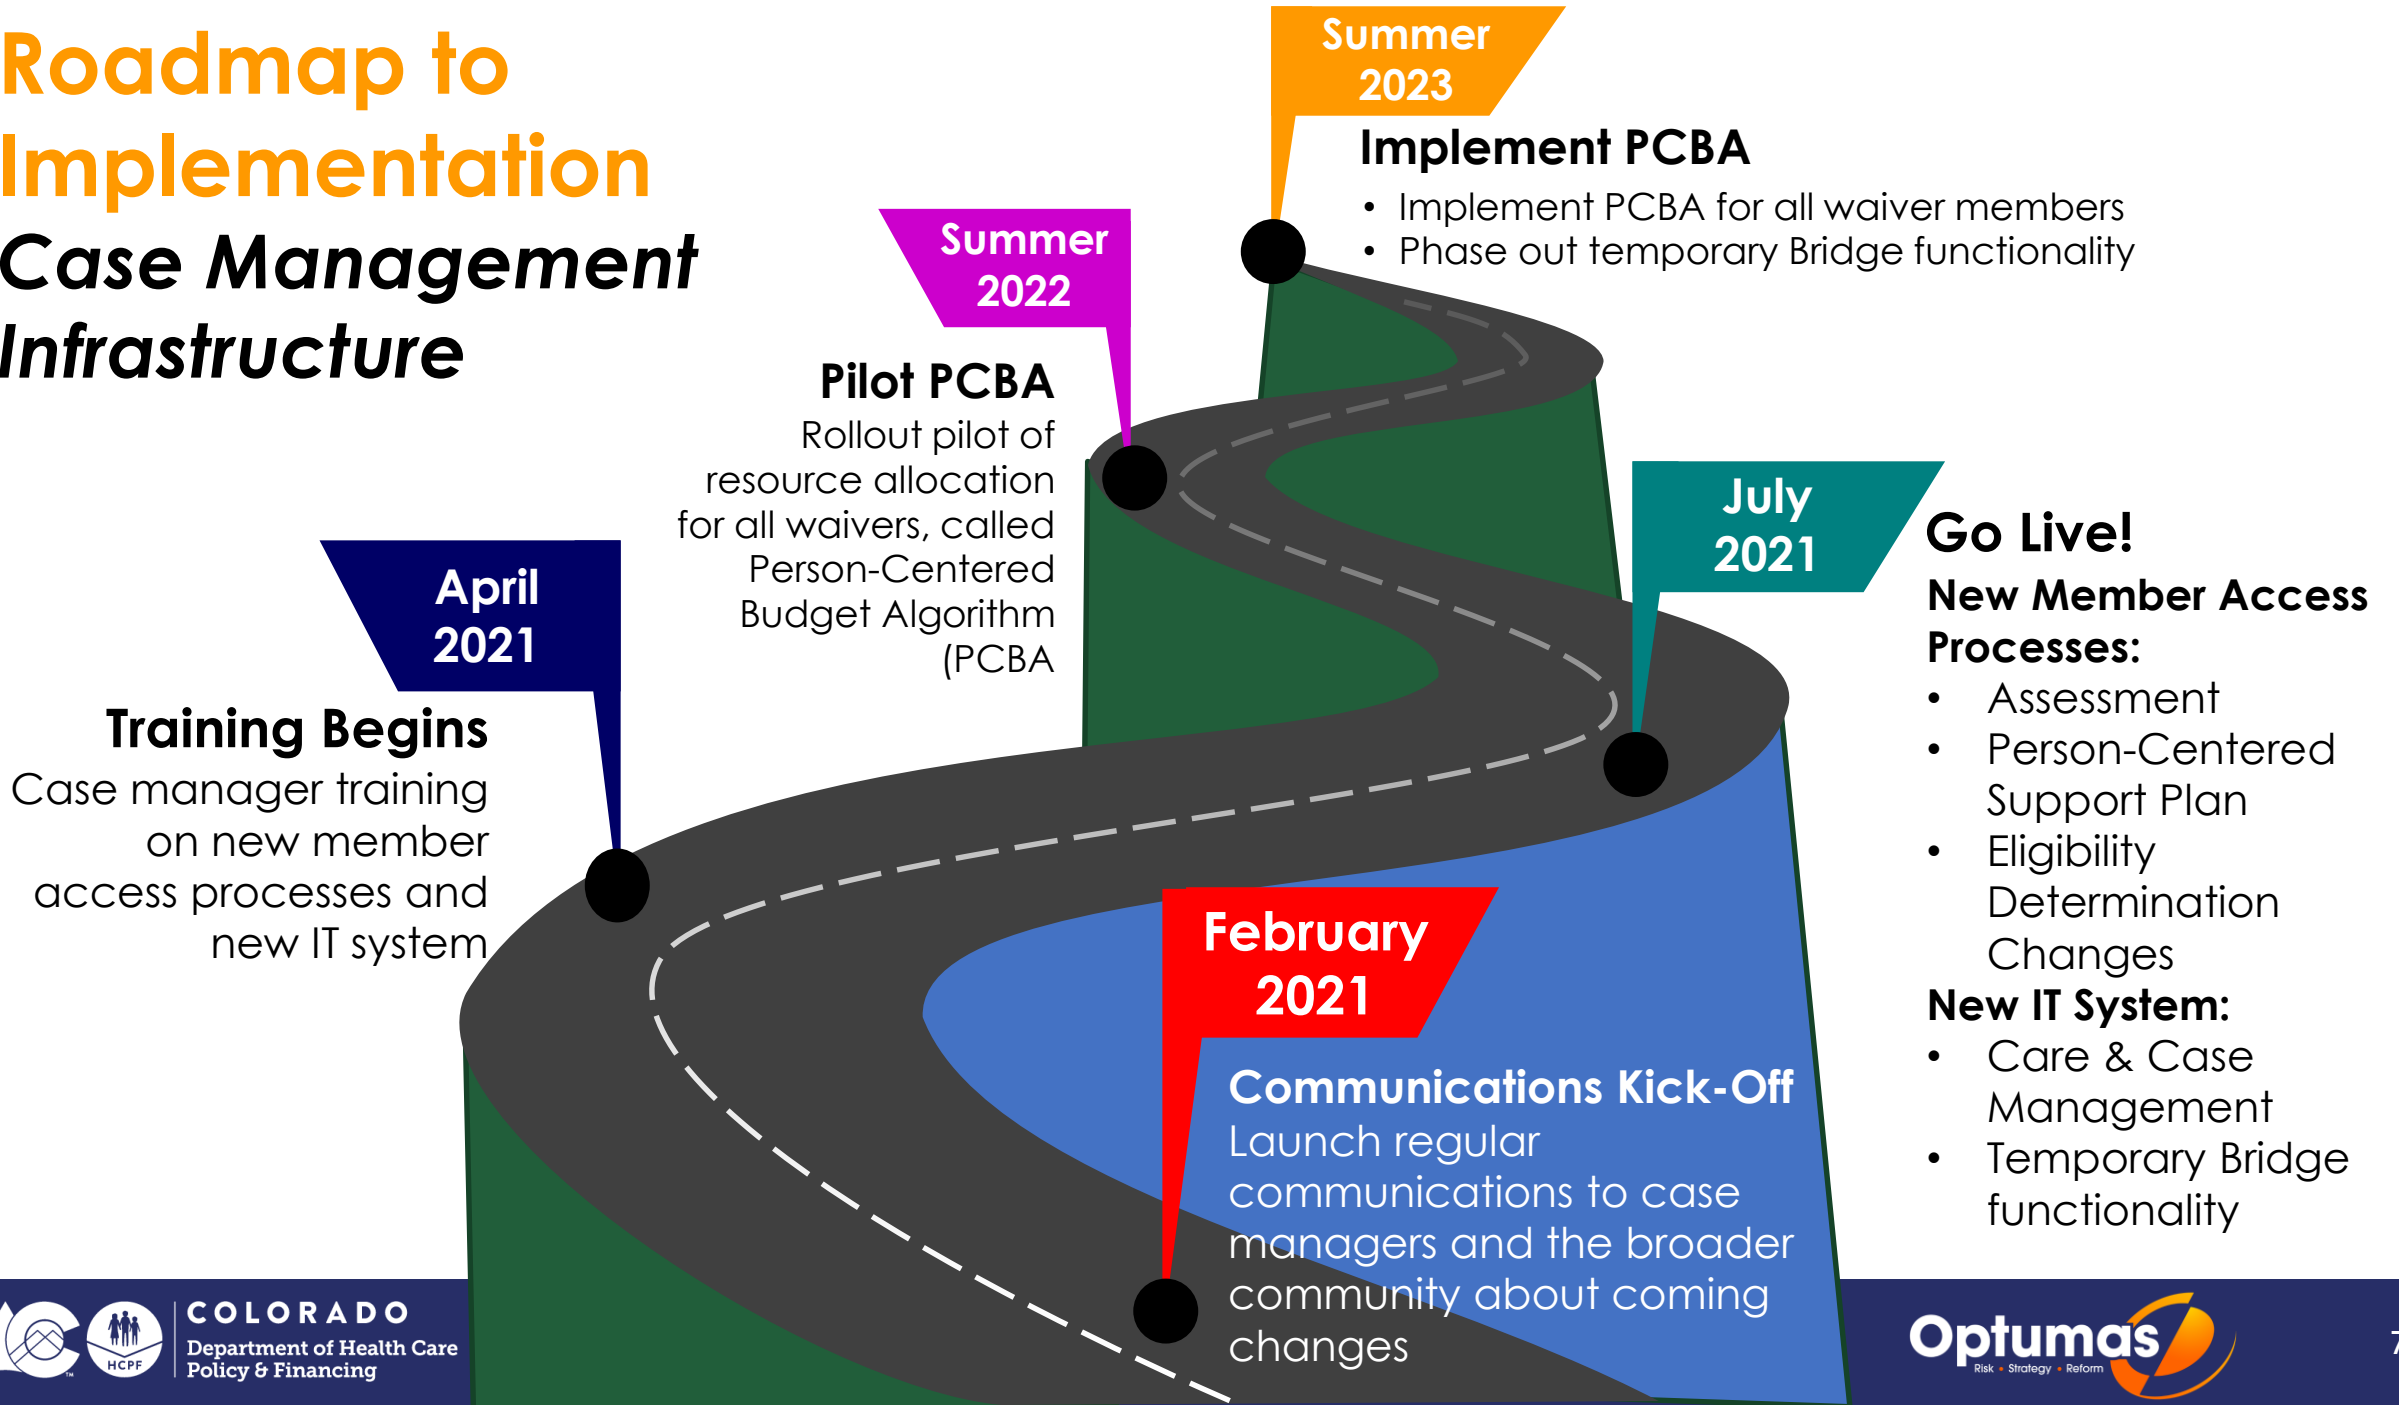 Roadmap to
Implementation
Case Management
Infrastructure
Summer
2023
Implement PCBA
• Implement PCBA for all waiver members
• Phase out temporary Bridge functionality
Summer
2022
Pilot PCBA
Rollout pilot of
resource allocation
for all waivers, called
Person-Centered
Budget Algorithm
(PCBA
July
2021
Go Live!
New Member Access
Processes:
• Assessment
• Person-Centered
Support Plan
• Eligibility
Determination
Changes
New IT System:
• Care & Case
Management
• Temporary Bridge
functionality
April
2021
Training Begins
Case manager training
on new member
access processes and
new IT system
February
2021
Communications Kick-Off
Launch regular
communications to case
managers and the broader
community about coming
changes
HCPF
TM
COLORADO
Department of Health Care
Policy & Financing
Optumas
Risk • Strategy • Reform
7